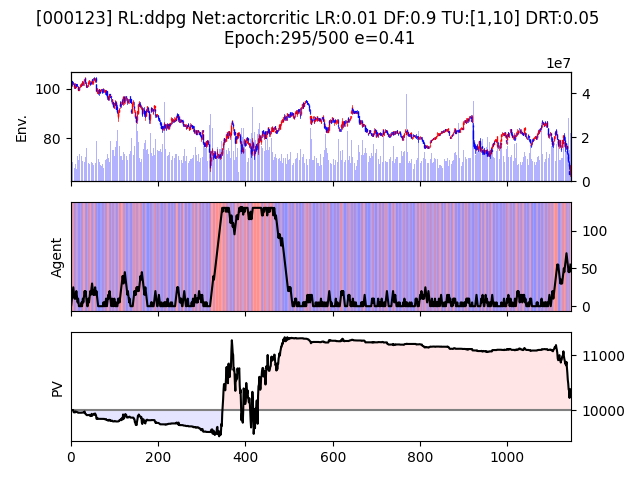 [000123] RL:ddpg Net:actorcritic LR:0.01 DF:0.9 TU:[1,10] DRT:0.05
Epoch:295/500 e=0.41
1e7
100
80
Env.
4
2
0
Agent
100
50
0
PV
11000
10000
0 200 400 600 800 1000